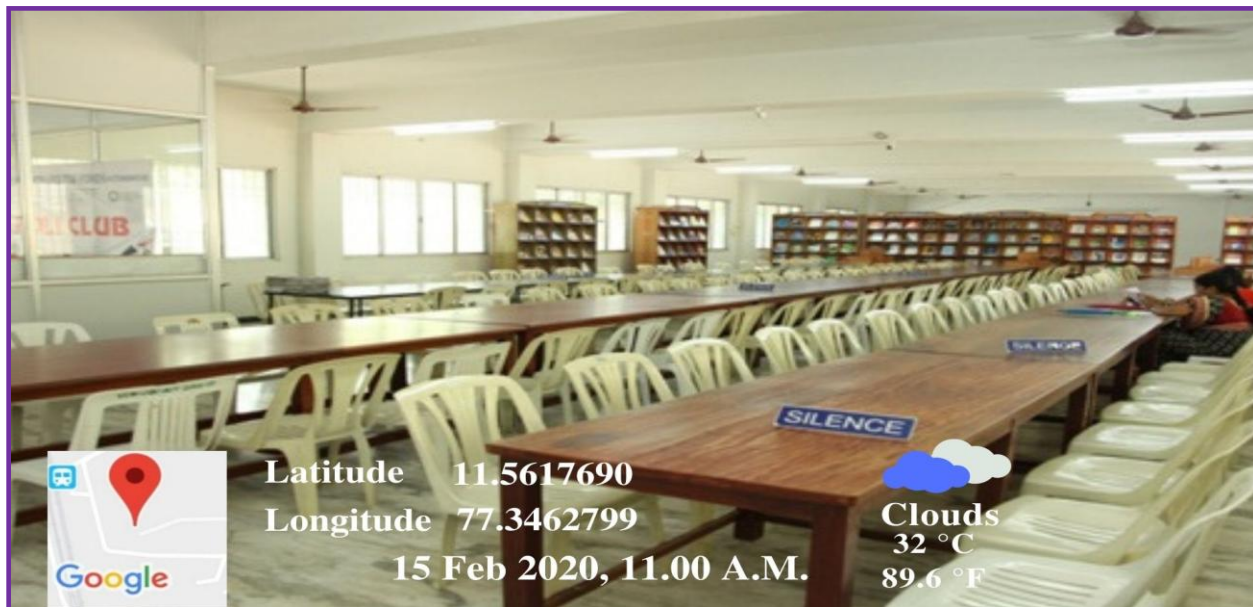 CLUB
SILENCE
SILENCE
Latitude 11.5617690
Longitude 77.3462799
15 Feb 2020, 11.00 A.M.
Clouds
32 °C
89.6 °F
Google